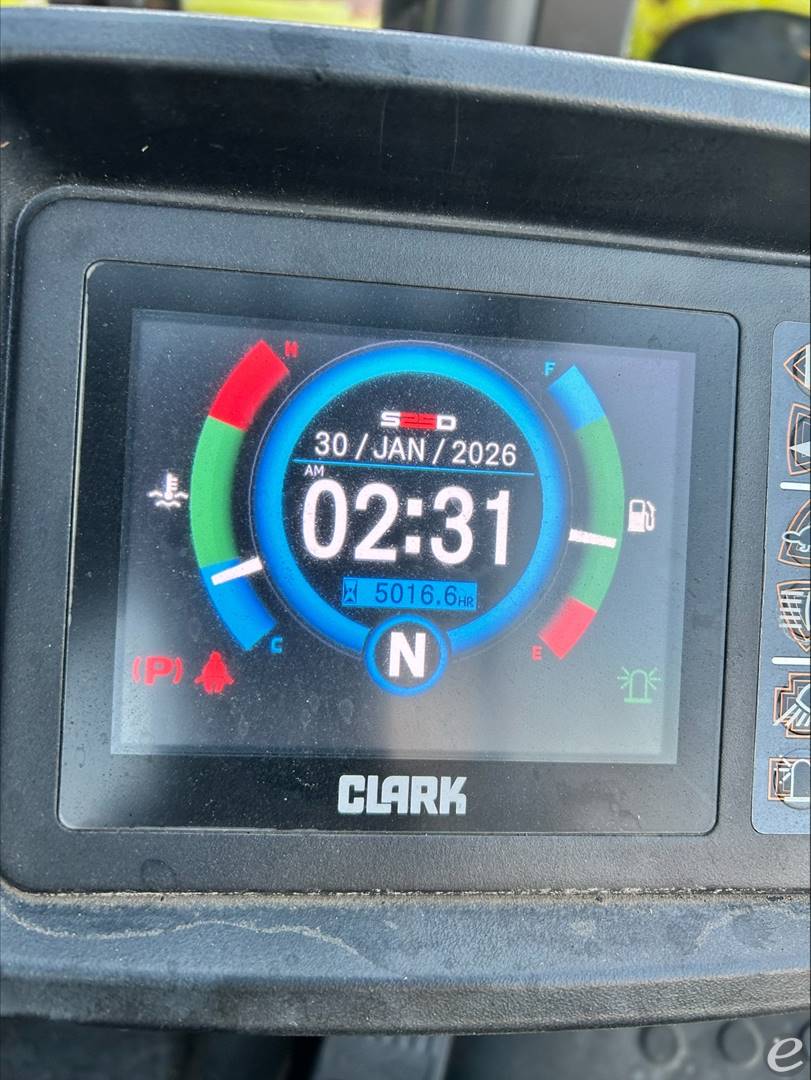 H
F
S25D
30 / JAN / 2026
AM
02:31
5016.6HR
C
E
N
(P)
CLARK
e